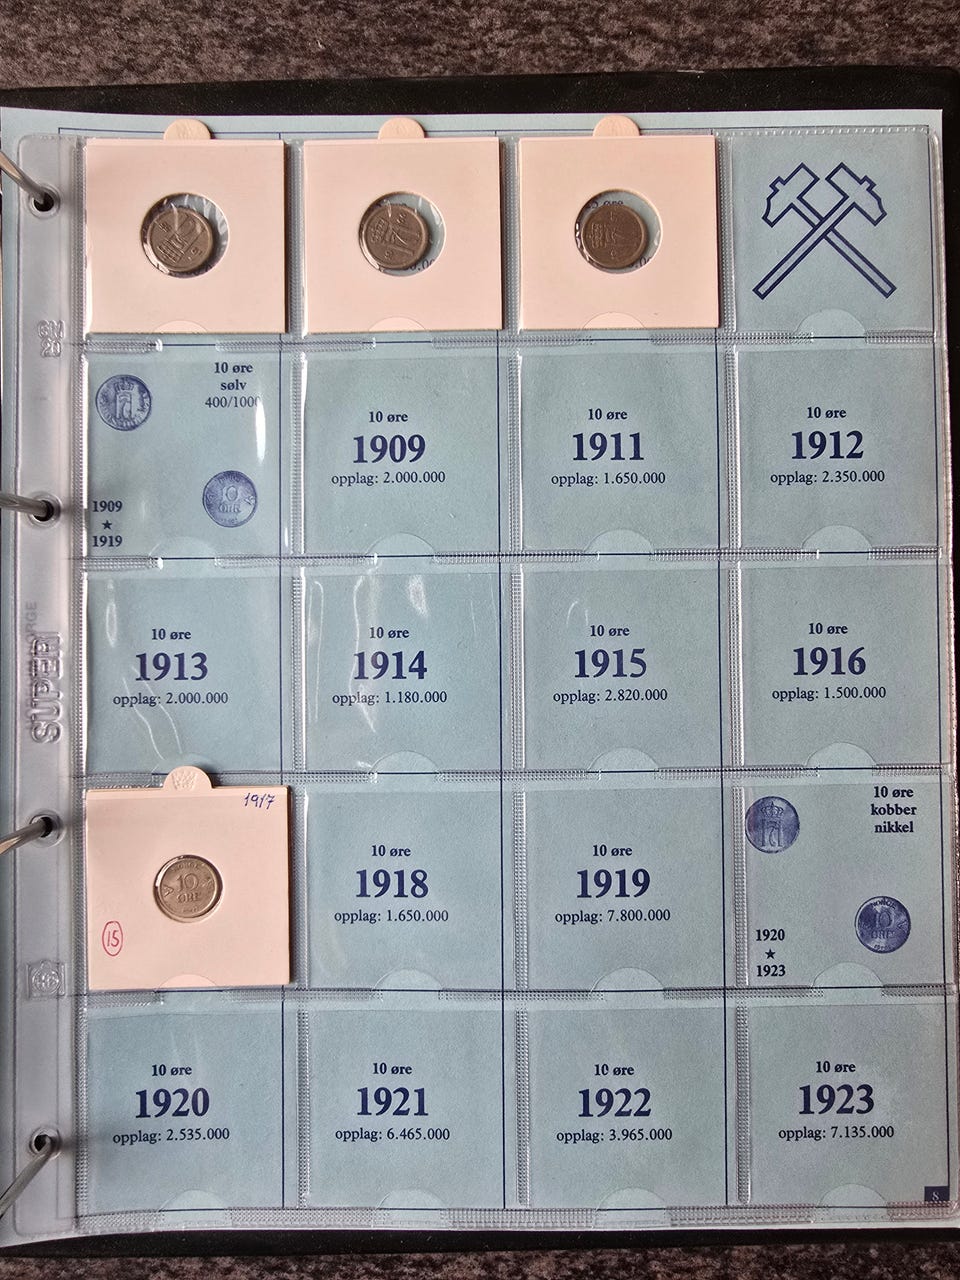 10 øre
sølv
400/1000
1909
★
1919
10 øre
1909
opplag: 2.000.000
10 øre
1911
opplag: 1.650.000
10 øre
1912
opplag: 2.350.000
10 øre
1913
opplag: 2.000.000
10 øre
1914
opplag: 1.180.000
10 øre
1915
opplag: 2.820.000
10 øre
1916
opplag: 1.500.000
1917
10
ØRE
15
10 øre
1918
opplag: 1.650.000
10 øre
1919
opplag: 7.800.000
10 øre
kobber
nikkel
NORGE
10
ØRE
1920
★
1923
10 øre
1920
opplag: 2.535.000
10 øre
1921
opplag: 6.465.000
10 øre
1922
opplag: 3.965.000
10 øre
1923
opplag: 7.135.000
8